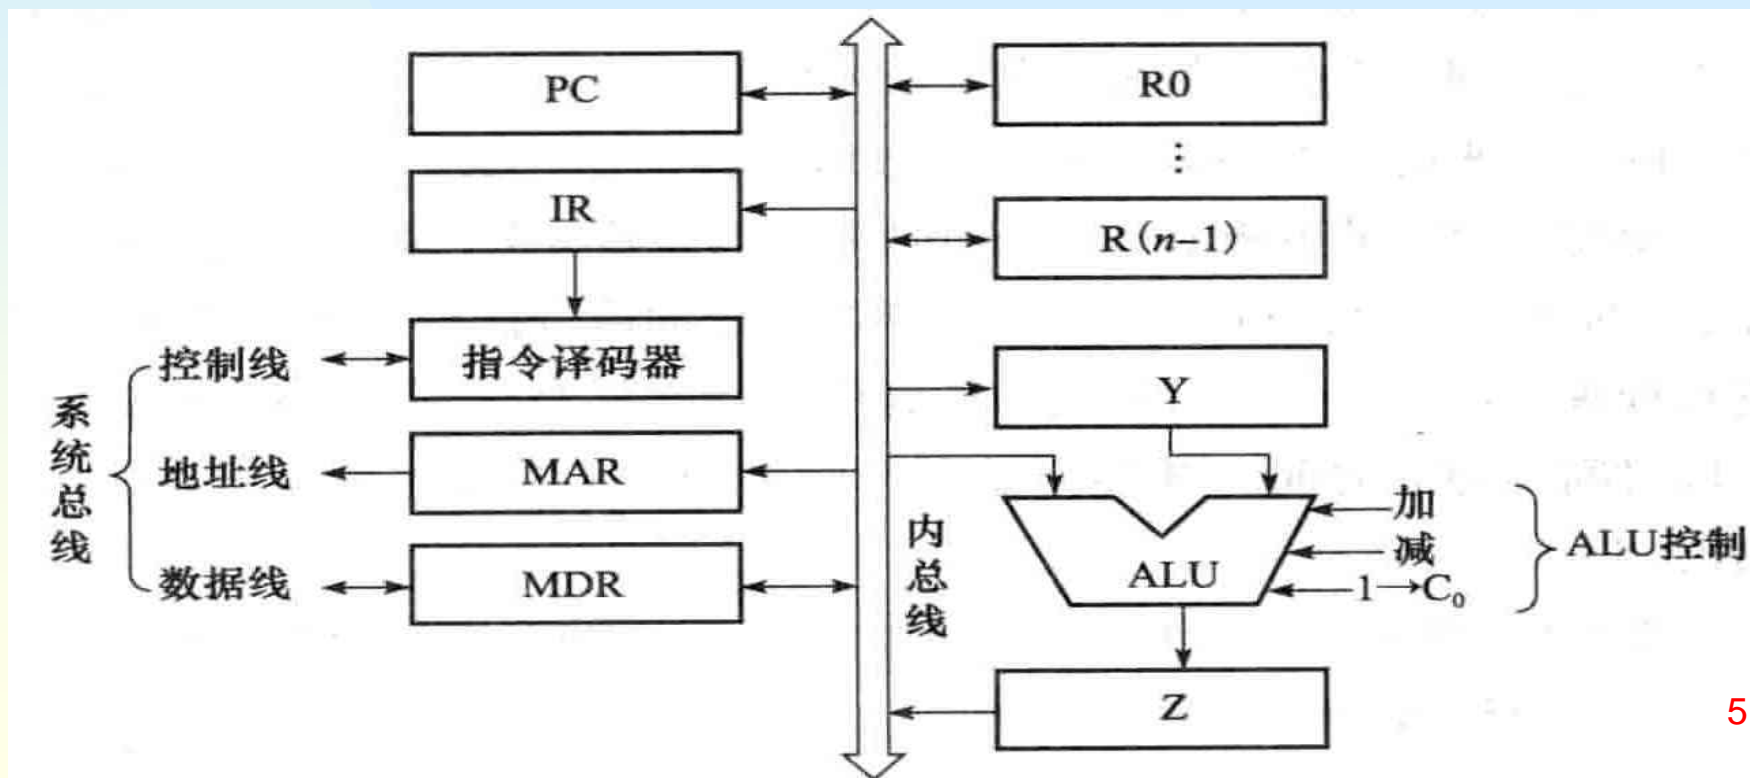 PC
R0
⋮
IR
R(n-1)
控制线
指令译码器
Y
系统总线
地址线
MAR
加
内总线
减
ALU控制
数据线
MDR
ALU
1→C₀
Z
5